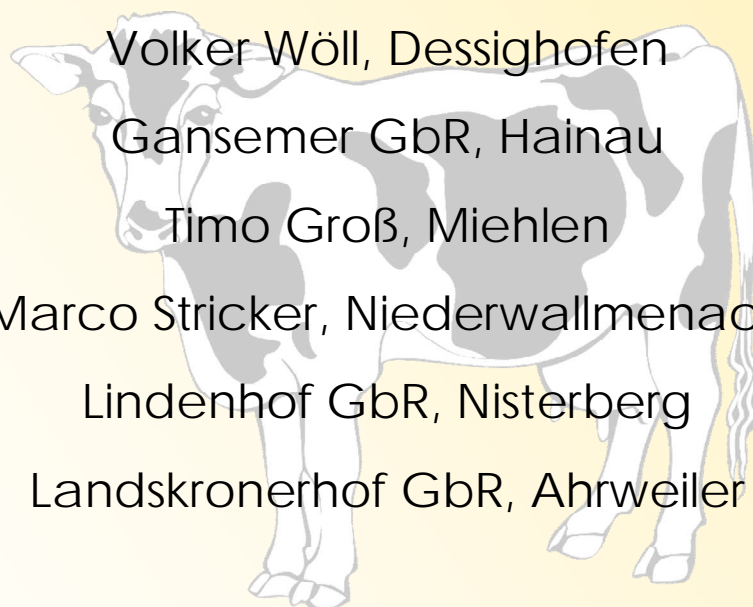 Volker Wöll, Dessighofen
Gansemer GbR, Hainau
Timo Groß, Miehlen
Marco Stricker, Niederwallmenac
Lindenhof GbR, Nisterberg
Landskronerhof GbR, Ahrweiler